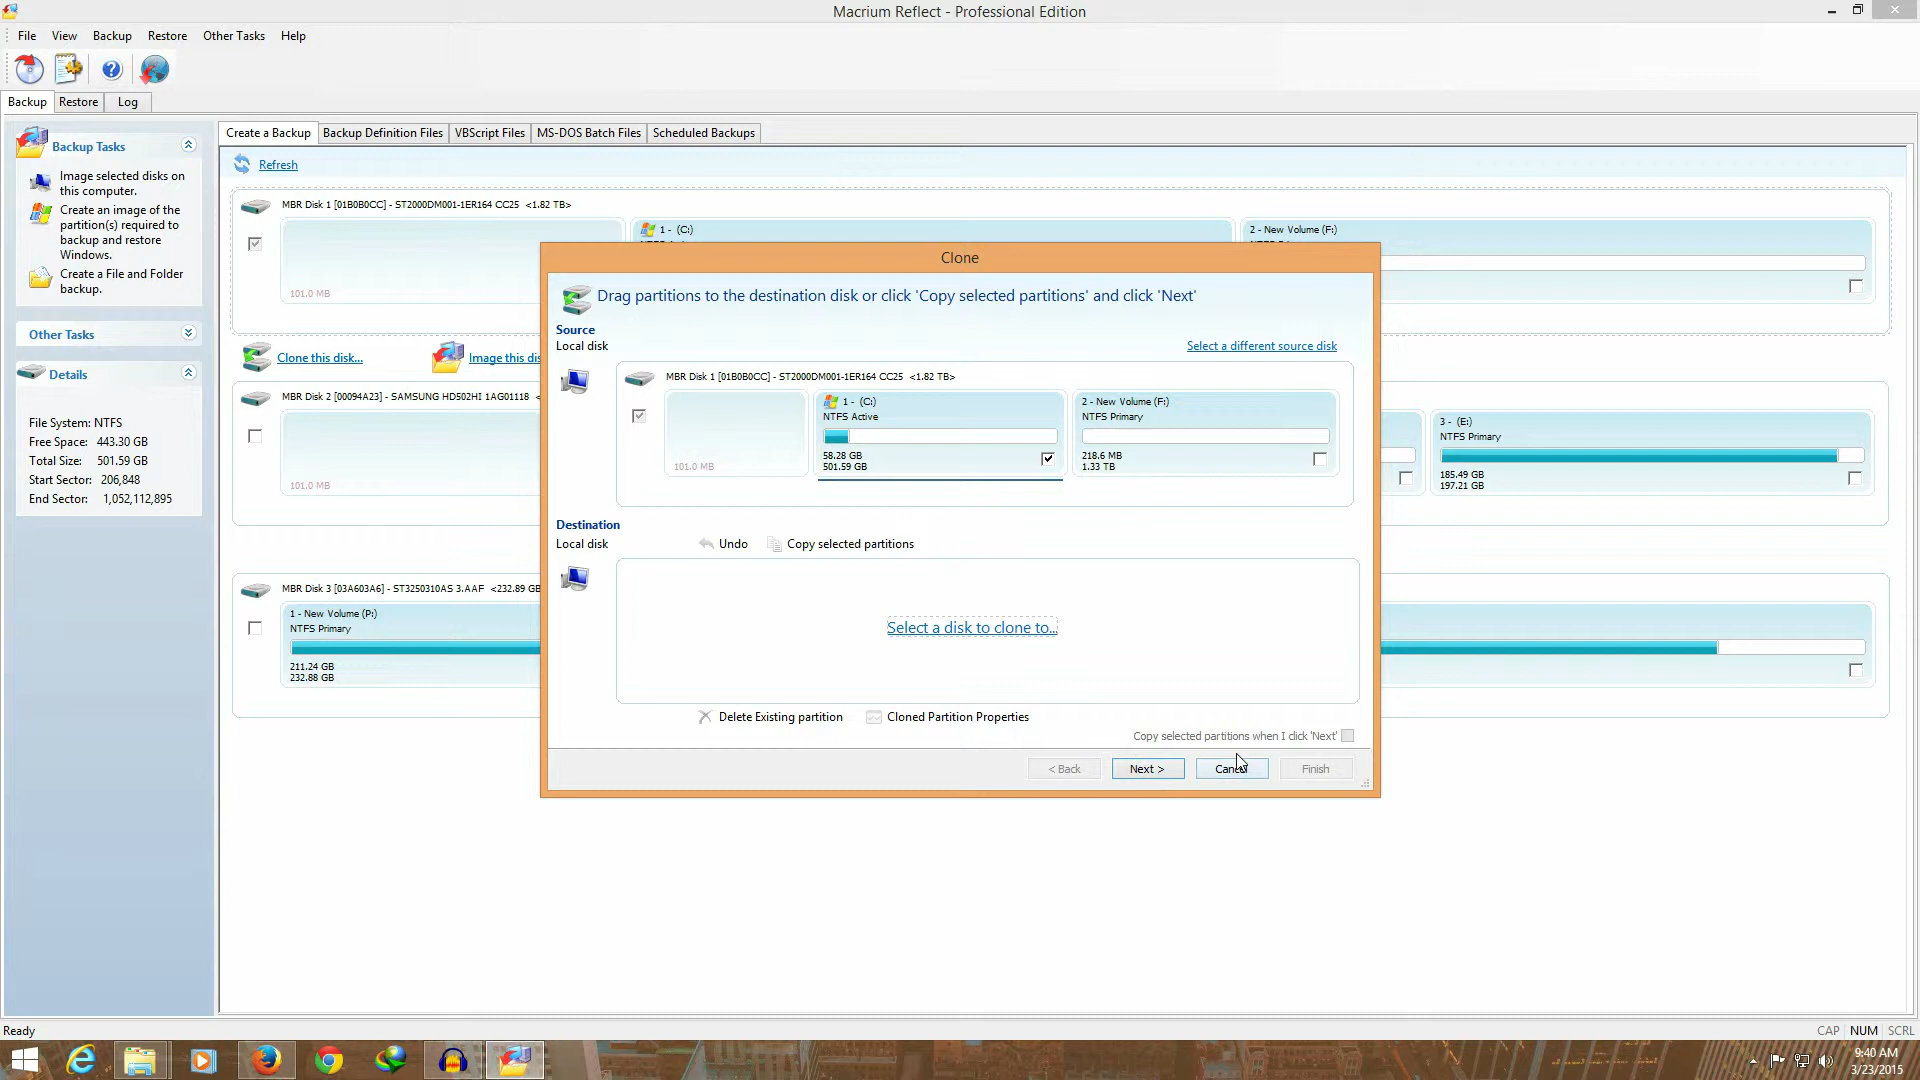 Macrium Reflect - Professional Edition
File View Backup Restore Other Tasks Help
Backup Restore Log
Backup Tasks
Image selected disks on
this computer.
Create an image of the
partition(s) required to
backup and restore
Windows.
Create a File and Folder
backup.
Other Tasks
Details
File System: NTFS
Free Space: 443.30 GB
Total Size: 501.59 GB
Start Sector: 206,848
End Sector: 1,052,112,895
Create a Backup Backup Definition Files VBScript Files MS-DOS Batch Files Scheduled Backups
Refresh
MBR Disk 1 [01B0B0CC] - ST2000DM001-1ER164 CC25 <1.82 TB>
101.0 MB
1 - (C:)
2 - New Volume (F:)
Clone this disk...
Image this dis
MBR Disk 2 [00094A23] - SAMSUNG HD502HI 1AG01118 <
101.0 MB
3 - (E:)
NTFS Primary
185.49 GB
197.21 GB
MBR Disk 3 [03A603A6] - ST3250310AS 3.AAF <232.89 GB
1 - New Volume (P:)
NTFS Primary
211.24 GB
232.88 GB
Clone
Drag partitions to the destination disk or click 'Copy selected partitions' and click 'Next'
Source
Local disk
Select a different source disk
MBR Disk 1 [01B0B0CC] - ST2000DM001-1ER164 CC25 <1.82 TB>
101.0 MB
1 - (C:)
NTFS Active
58.28 GB
501.59 GB
2 - New Volume (F:)
NTFS Primary
218.6 MB
1.33 TB
Destination
Local disk
Undo Copy selected partitions
Select a disk to clone to...
Delete Existing partition Cloned Partition Properties
Copy selected partitions when I click 'Next'
< Back Next > Cancel Finish
Ready
CAP NUM SCRL
9:40 AM
3/23/2015